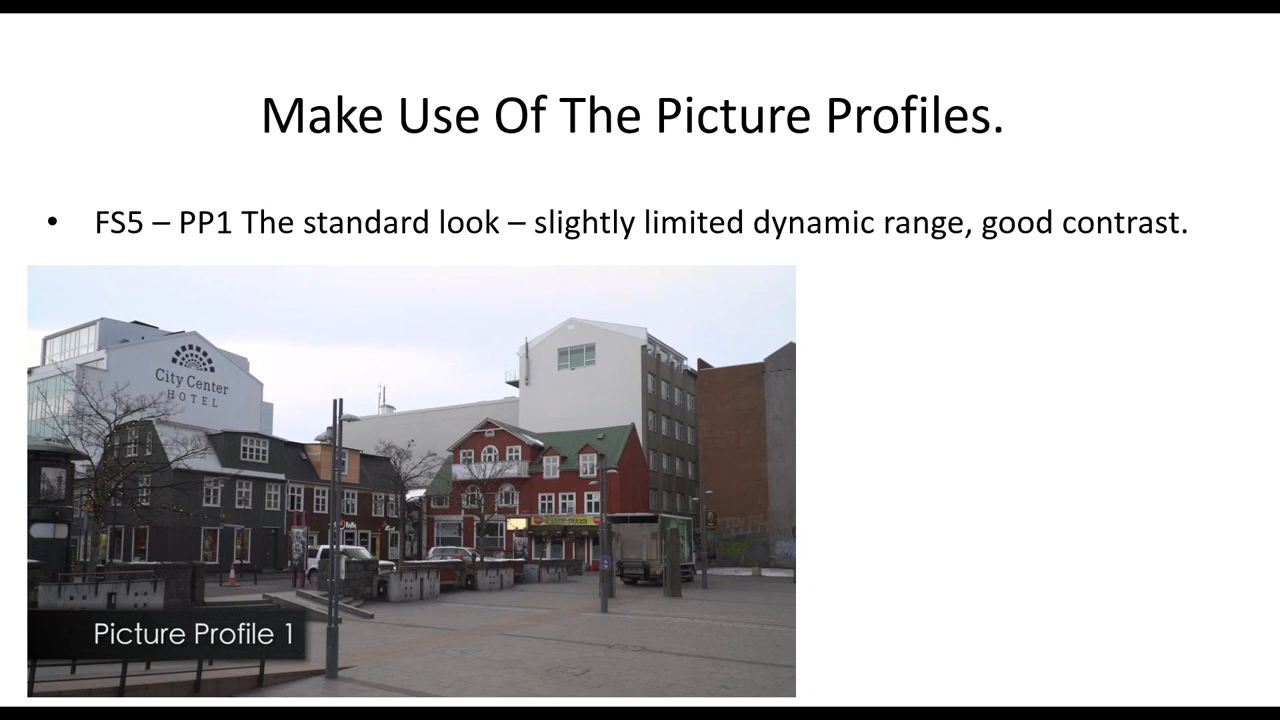 Make Use Of The Picture Profiles.
• FS5 – PP1 The standard look – slightly limited dynamic range, good contrast.
City Center
HOTEL
Picture Profile 1